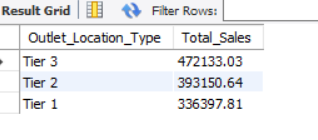 Result Grid Filter Rows:
Outlet_Location_Type Total_Sales
Tier 3 472133.03
Tier 2 393150.64
Tier 1 336397.81